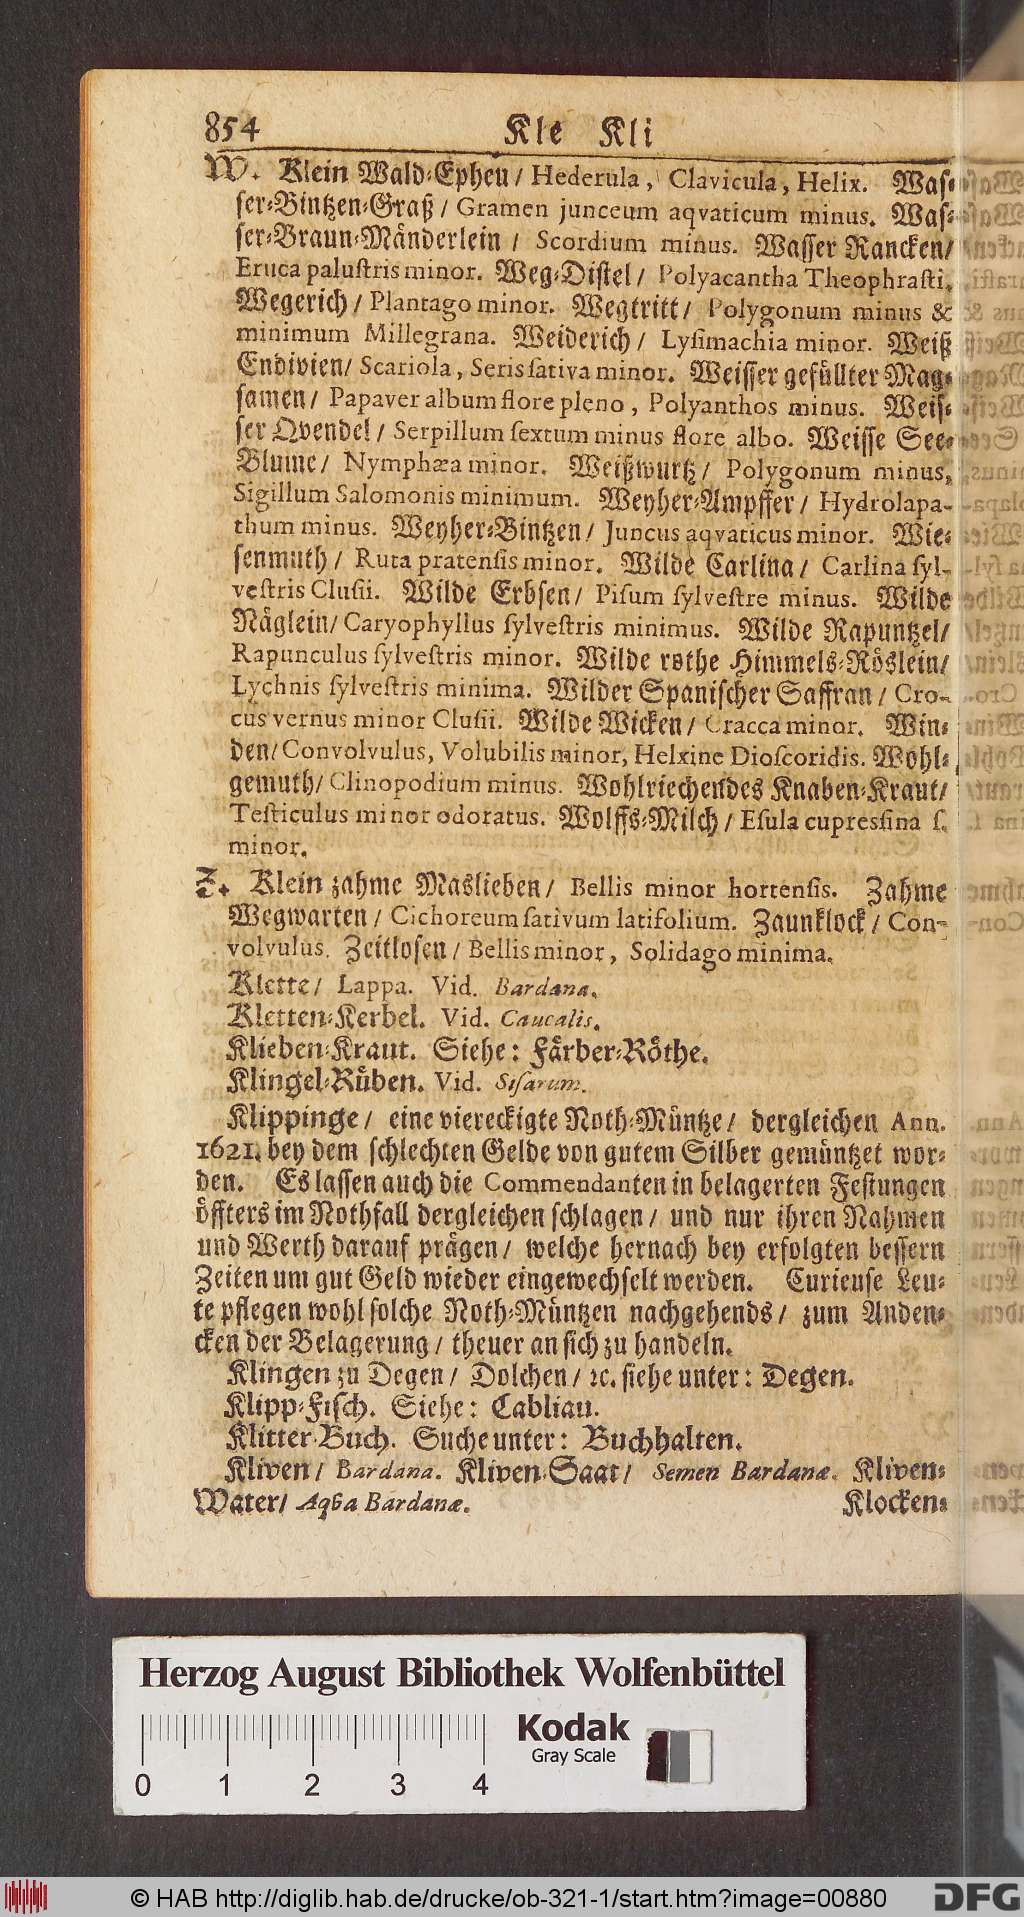 854 Kle Kli
W. Klein Wald-Epheu / Hederula, Clavicula, Helix. Was-
ser-Bintzen-Graß / Gramen junceum aqvaticum minus. Was-
ser-Braun-Mänderlein / Scordium minus. Wasser Rancken /
Eruca palustris minor. Weg-Distel / Polyacantha Theophrasti.
Wegerich / Plantago minor. Wegtritt / Polygonum minus &
minimum Millegrana. Weiderich / Lysimachia minor. Weiß
Endivien / Scariola, Seris sativa minor. Weisser gefüllter Mag-
samen / Papaver album flore pleno, Polyanthos minus. Weis-
ser Qvendel / Serpillum sextum minus flore albo. Weisse See-
Blume / Nymphæa minor. Weißwurtz / Polygonum minus,
Sigillum Salomonis minimum. Weyher-Ampffer / Hydrolapa-
thum minus. Weyher-Bintzen / Juncus aqvaticus minor. Wie-
senmuth / Ruta pratensis minor. Wilde Carlina / Carlina syl-
vestris Clusii. Wilde Erbsen / Pisum sylvestre minus. Wilde
Näglein / Caryophyllus sylvestris minimus. Wilde Rapuntzel /
Rapunculus sylvestris minor. Wilde rothe Himmels-Röslein /
Lychnis sylvestris minima. Wilder Spanischer Saffran / Cro-
cus vernus minor Clusii. Wilde Wicken / Cracca minor. Win-
den / Convolvulus, Volubilis minor, Helxine Dioscoridis. Wohl-
gemuth / Clinopodium minus. Wohlriechendes Knaben-Kraut /
Testiculus minor odoratus. Wolffs-Milch / Esula cupressina s.
minor.
Z. Klein zahme Maslieben / Bellis minor hortensis. Zahme
Wegwarten / Cichoreum sativum latifolium. Zaunklock / Con-
volvulus. Zeitlosen / Bellis minor, Solidago minima.
Klette / Lappa. Vid. Bardana.
Kletten-Kerbel. Vid. Caucalis.
Klieben-Kraut. Siehe: Färber-Röthe.
Klingel-Rüben. Vid. Sisarum.
Klippinge / eine viereckigte Noth-Müntze / dergleichen Ann.
1621. bey dem schlechten Gelde von gutem Silber gemüntzet wor-
den. Es lassen auch die Commendanten in belagerten Festungen
öffters im Nothfall dergleichen schlagen / und nur ihren Nahmen
und Werth darauf prägen / welche hernach bey erfolgten bessern
Zeiten um gut Geld wieder eingewechselt werden. Curieuse Leu-
te pflegen wohl solche Noth-Müntzen nachgehends / zum Anden-
cken der Belagerung / theuer an sich zu handeln.
Klingen zu Degen / Dolchen / ꝛc. siehe unter: Degen.
Klipp-Fisch. Siehe: Cabliau.
Klitter-Buch. Suche unter: Buchhalten.
Kliven / Bardana. Kliven-Saat / Semen Bardanæ. Kliven-
Water / Aqva Bardanæ. Klocken-
Herzog August Bibliothek Wolfenbüttel
Kodak
Gray Scale
0 1 2 3 4
© HAB http://diglib.hab.de/drucke/ob-321-1/start.htm?image=00880 DFG